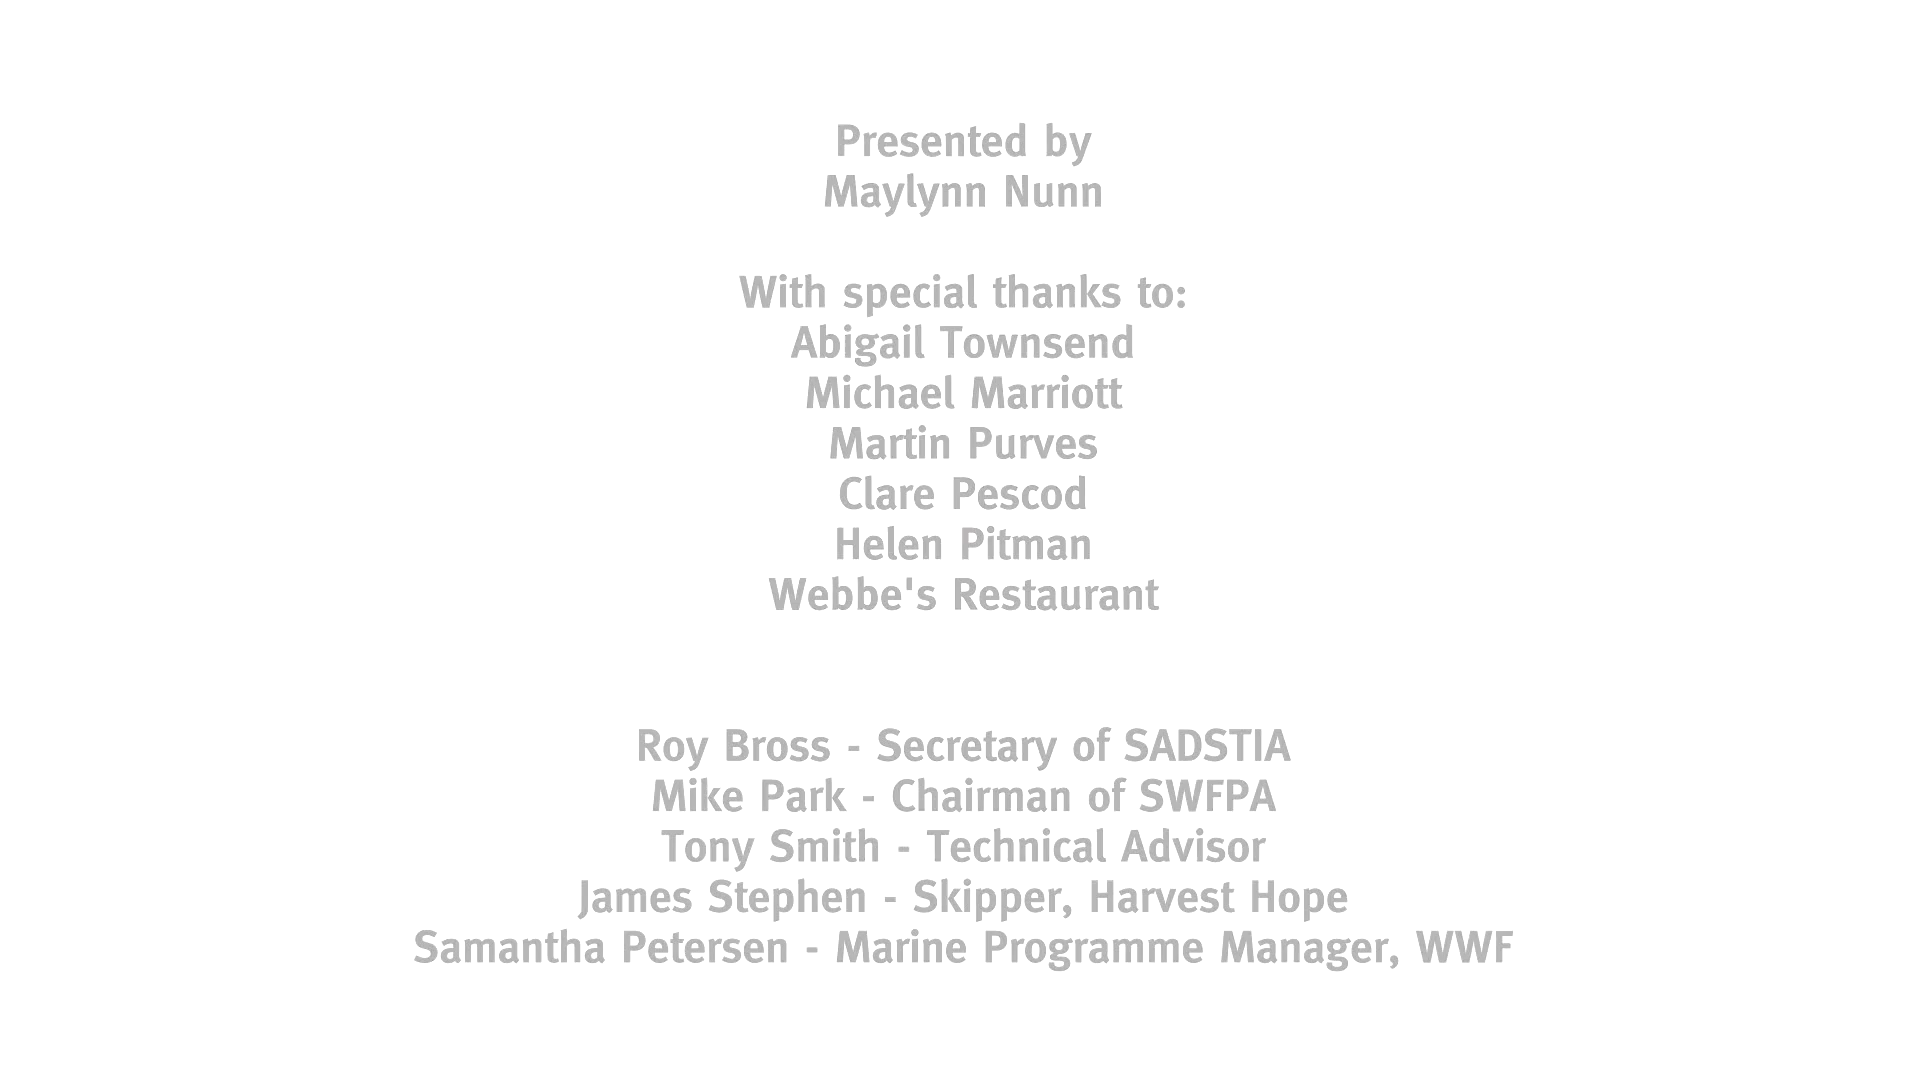 Presented by
Maylynn Nunn
With special thanks to:
Abigail Townsend
Michael Marriott
Martin Purves
Clare Pescod
Helen Pitman
Webbe's Restaurant
Roy Bross - Secretary of SADSTIA
Mike Park - Chairman of SWFPA
Tony Smith - Technical Advisor
James Stephen - Skipper, Harvest Hope
Samantha Petersen - Marine Programme Manager, WWF